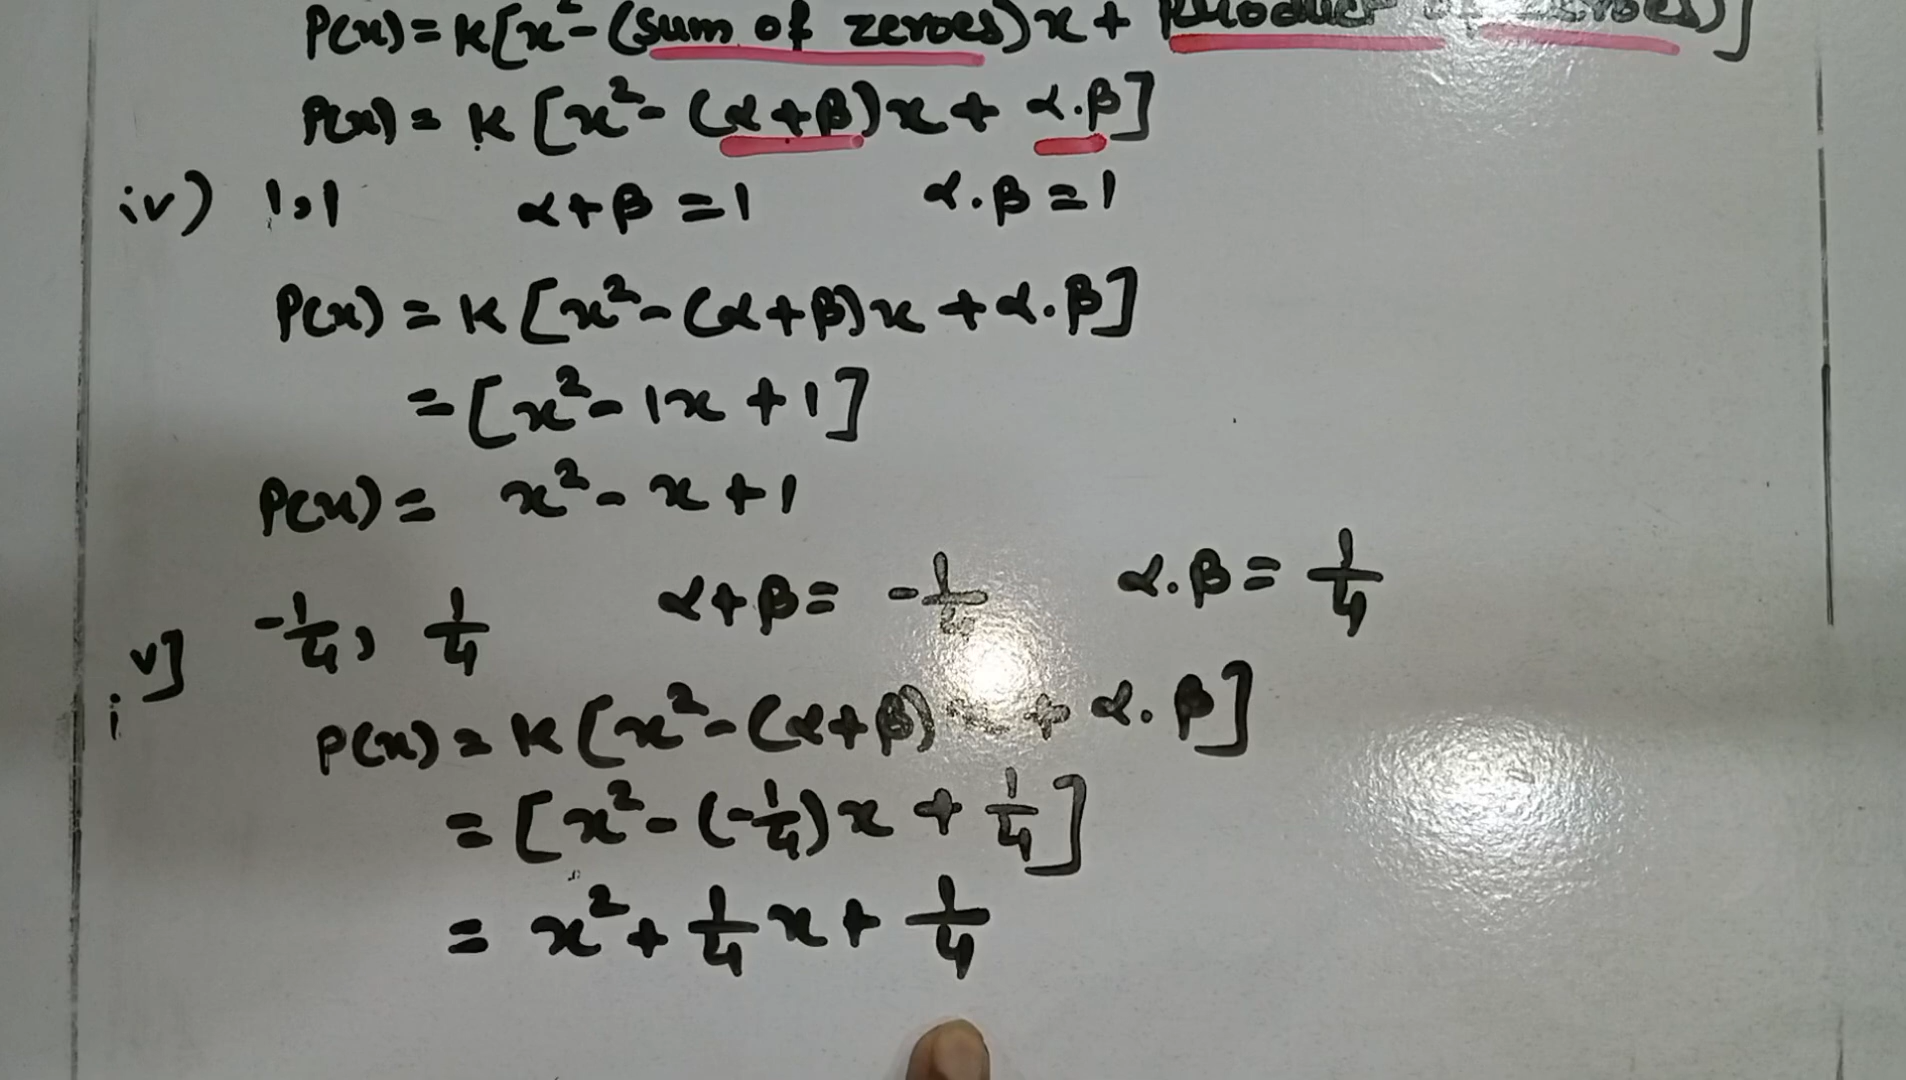 P(x)=K[x²-(sum of zeroes)x+ Product of zeroes)]
P(x)= K [x²- (α+β)x+ α.β]
iv) 1,1 α+β=1 α.β=1
P(x)=K[x²-(α+β)x+α.β]
=[x²-1x+1]
P(x)= x²-x+1
v] -1/4, 1/4 α+β= -1/4 α.β= 1/4
i
P(x)=K[x²-(α+β)x+ α.β]
=[x²-(-1/4)x+1/4]
= x²+1/4x+1/4